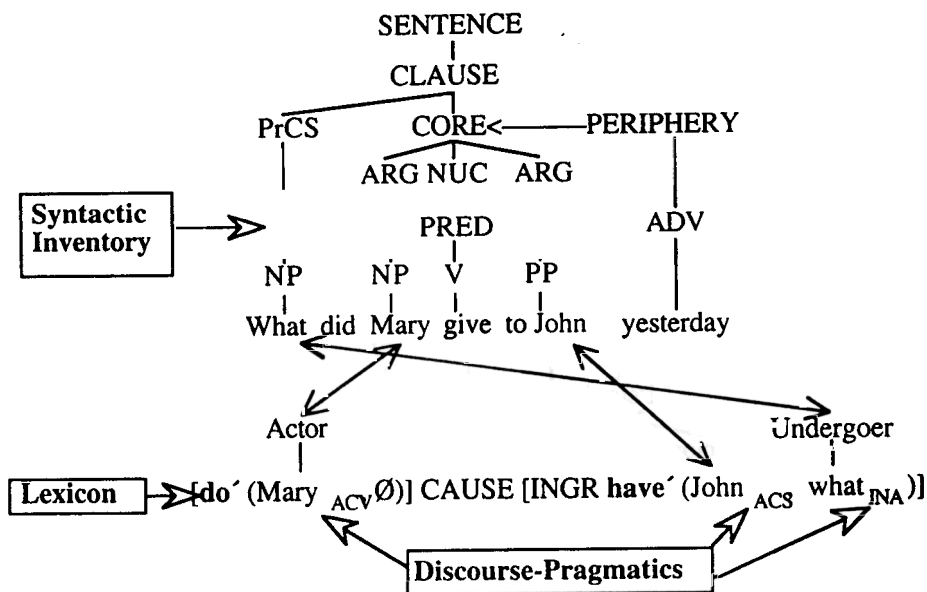 SENTENCE
CLAUSE
PrCS CORE< PERIPHERY
ARG NUC ARG
Syntactic
Inventory
PRED ADV
NP NP V PP
What did Mary give to John yesterday
Actor Undergoer
Lexicon [do´ (Mary ACV Ø)] CAUSE [INGR have´ (John ACS what INA)]
Discourse-Pragmatics